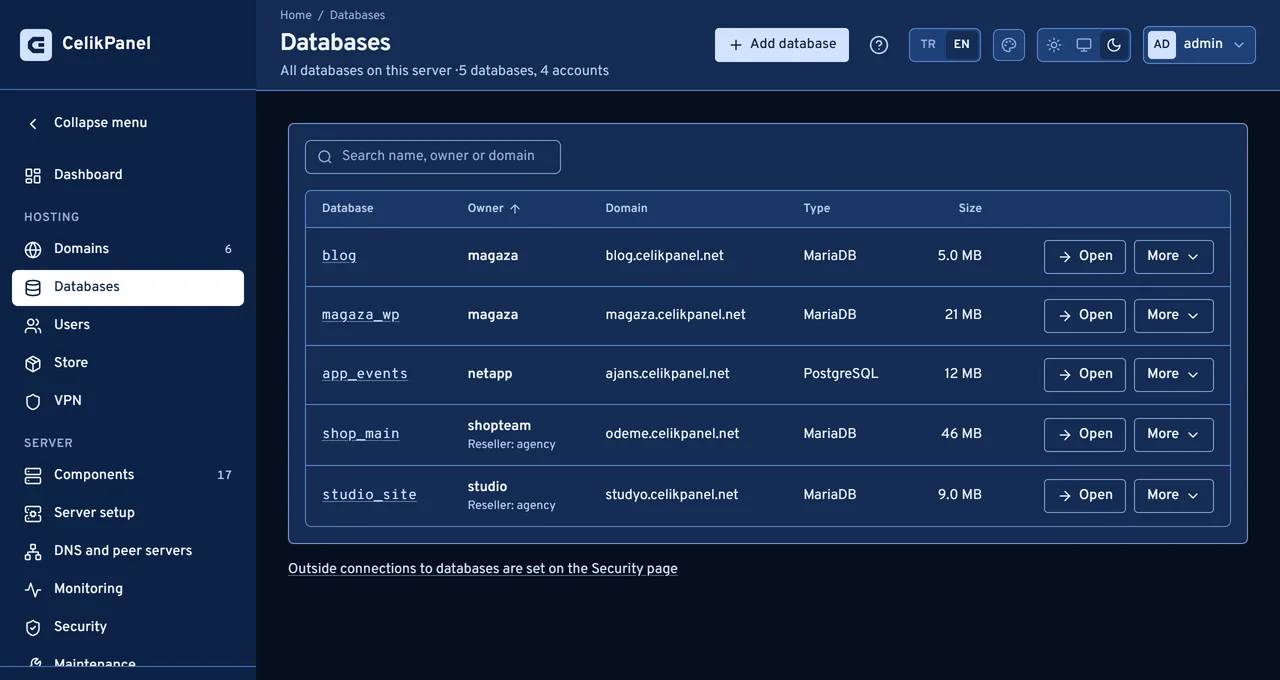 CelikPanel
Collapse menu
Dashboard
HOSTING
Domains 6
Databases
Users
Store
VPN
SERVER
Components 17
Server setup
DNS and peer servers
Monitoring
Security
Maintenance
Home / Databases
Databases
All databases on this server ·5 databases, 4 accounts
Add database
TR EN
AD admin
Search name, owner or domain
Database Owner Domain Type Size
blog magaza blog.celikpanel.net MariaDB 5.0 MB Open More
magaza_wp magaza magaza.celikpanel.net MariaDB 21 MB Open More
app_events netapp ajans.celikpanel.net PostgreSQL 12 MB Open More
shop_main shopteam odeme.celikpanel.net MariaDB 46 MB Open More
Reseller: agency
studio_site studio studyo.celikpanel.net MariaDB 9.0 MB Open More
Reseller: agency
Outside connections to databases are set on the Security page